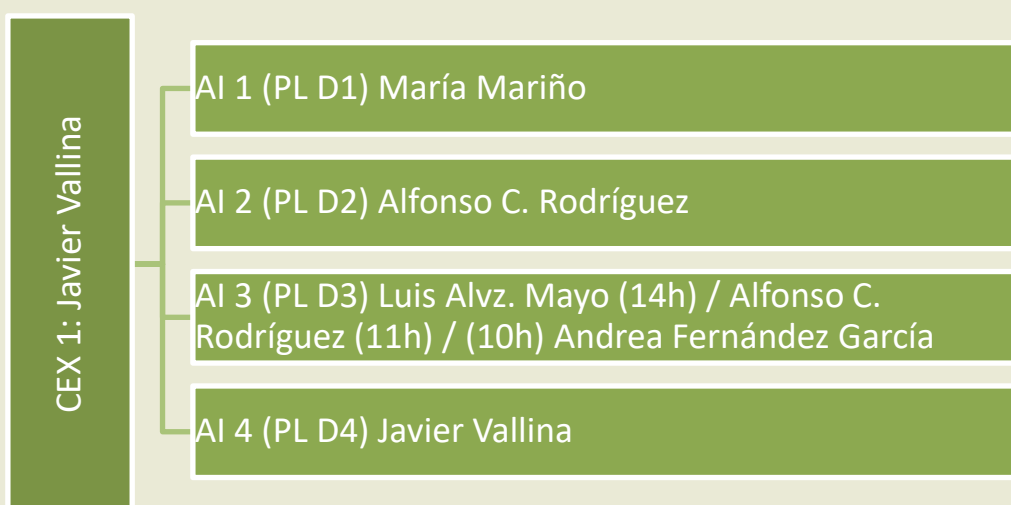 CEX 1: Javier Vallina
AI 1 (PL D1) María Mariño
AI 2 (PL D2) Alfonso C. Rodríguez
AI 3 (PL D3) Luis Alvz. Mayo (14h) / Alfonso C.
Rodríguez (11h) / (10h) Andrea Fernández García
AI 4 (PL D4) Javier Vallina